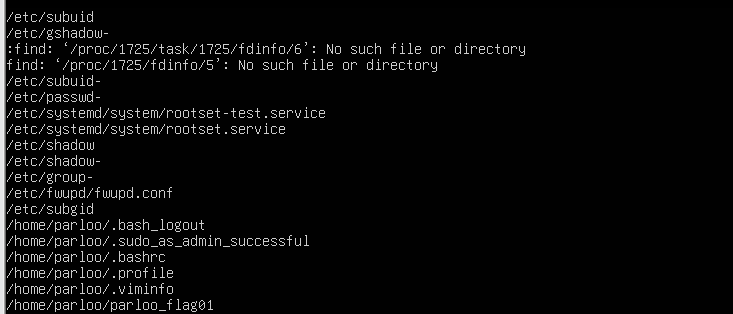 /etc/subuid
/etc/gshadow-
:find: ‘/proc/1725/task/1725/fdinfo/6’: No such file or directory
find: ‘/proc/1725/fdinfo/5’: No such file or directory
/etc/subuid-
/etc/passwd-
/etc/systemd/system/rootset-test.service
/etc/systemd/system/rootset.service
/etc/shadow
/etc/shadow-
/etc/group-
/etc/fwupd/fwupd.conf
/etc/subgid
/home/parloo/.bash_logout
/home/parloo/.sudo_as_admin_successful
/home/parloo/.bashrc
/home/parloo/.profile
/home/parloo/.viminfo
/home/parloo/parloo_flag01